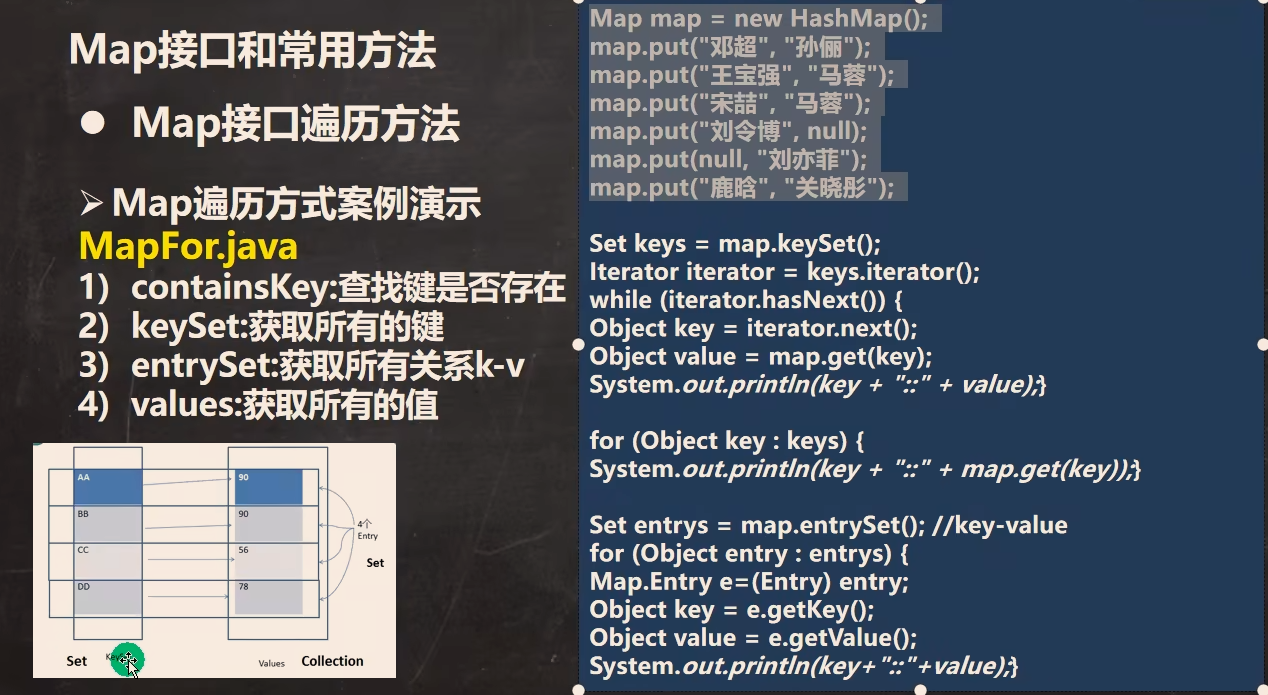 Map接口和常用方法
● Map接口遍历方法
➢ Map遍历方式案例演示
MapFor.java
1) containsKey:查找键是否存在
2) keySet:获取所有的键
3) entrySet:获取所有关系k-v
4) values:获取所有的值
AA 90
BB 90
CC 56
DD 78
4个
Entry
Set
Set
Values Collection
Map map = new HashMap();
map.put("邓超", "孙俪");
map.put("王宝强", "马蓉");
map.put("宋喆", "马蓉");
map.put("刘令博", null);
map.put(null, "刘亦菲");
map.put("鹿晗", "关晓彤");
Set keys = map.keySet();
Iterator iterator = keys.iterator();
while (iterator.hasNext()) {
Object key = iterator.next();
Object value = map.get(key);
System.out.println(key + "::" + value);}
for (Object key : keys) {
System.out.println(key + "::" + map.get(key));}
Set entrys = map.entrySet(); //key-value
for (Object entry : entrys) {
Map.Entry e=(Entry) entry;
Object key = e.getKey();
Object value = e.getValue();
System.out.println(key+"::"+value);}